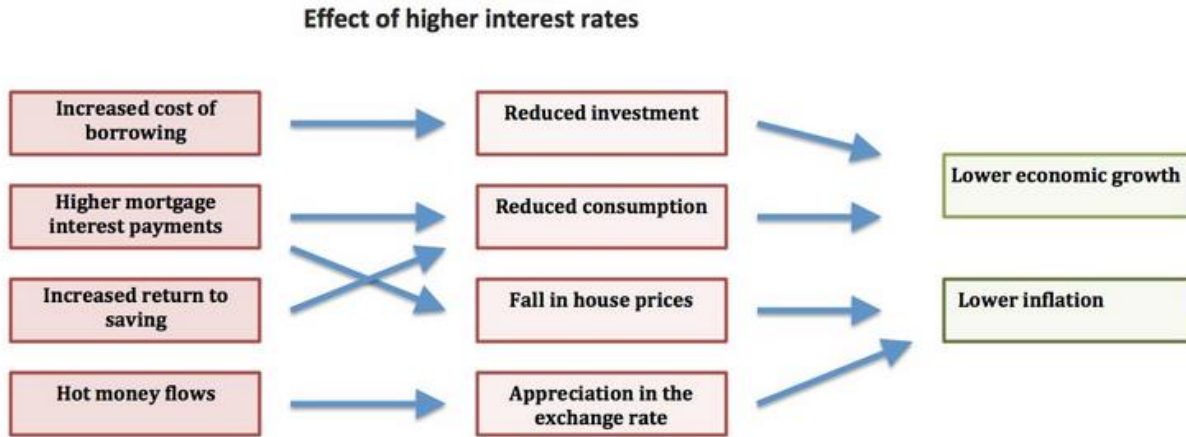 Effect of higher interest rates
Increased cost of
borrowing
Reduced investment
Lower economic growth
Higher mortgage
interest payments
Reduced consumption
Increased return to
saving
Fall in house prices
Lower inflation
Hot money flows
Appreciation in the
exchange rate